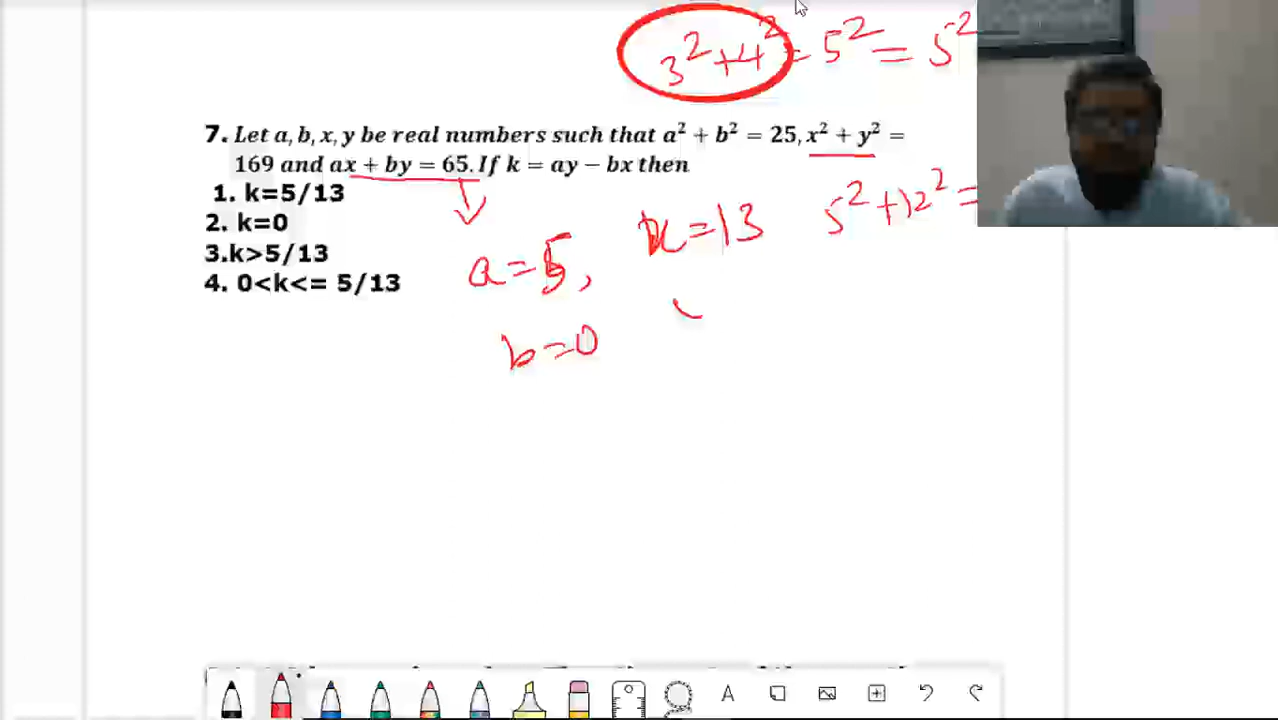 3² + 4² = 5² = 5²
7. Let a, b, x, y be real numbers such that a² + b² = 25, x² + y² =
169 and ax + by = 65. If k = ay − bx then
1. k=5/13
2. k=0
3.k>5/13
4. 0<k<= 5/13
x=13
5² + 12² =
a=5,
b=0
A